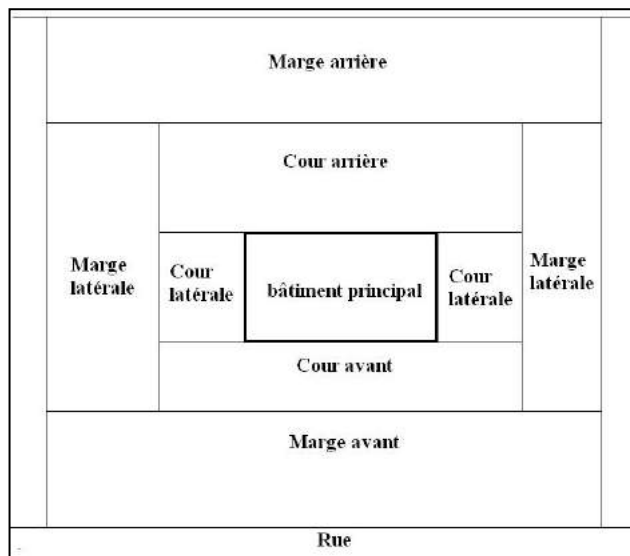 Marge arrière
Cour arrière
Marge
latérale
Cour
latérale
bâtiment principal
Cour
latérale
Marge
latérale
Cour avant
Marge avant
Rue